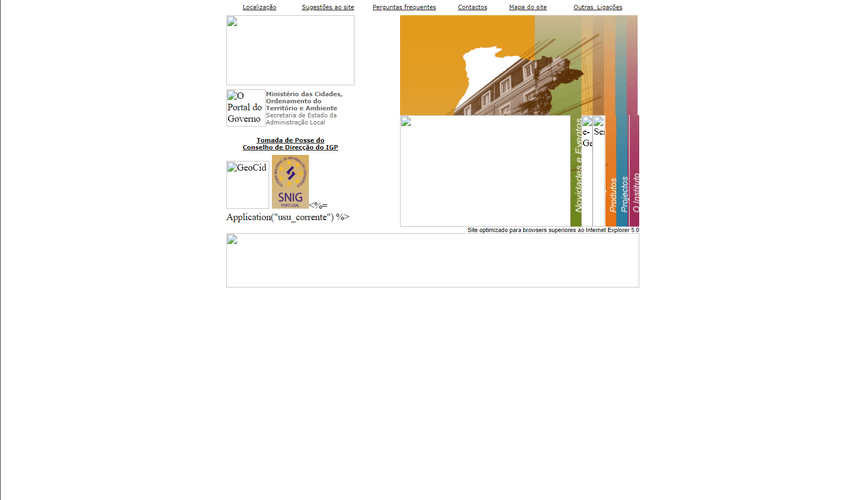 Localização Sugestões ao site Perguntas frequentes Contactos Mapa do site Outras Ligações
O Portal do Governo
Ministério das Cidades,
Ordenamento do
Território e Ambiente
Secretaria de Estado da
Administração Local
Tomada de Posse do
Conselho de Direcção do IGP
GeoCid
SNIG
PORTUGAL
<%=
Application("usu_corrente") %>
Novidades e Eventos
e-Ge
Se
Produtos
Projectos
O Instituto
Site optimizado para browsers superiores ao Internet Explorer 5.0